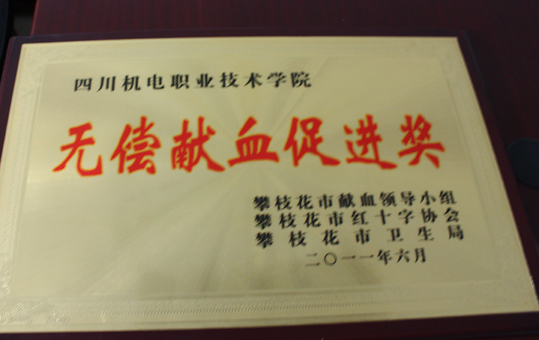 四川机电职业技术学院
无偿献血促进奖
攀枝花市献血领导小组
攀枝花市红十字协会
攀枝花市卫生局
二〇一一年六月